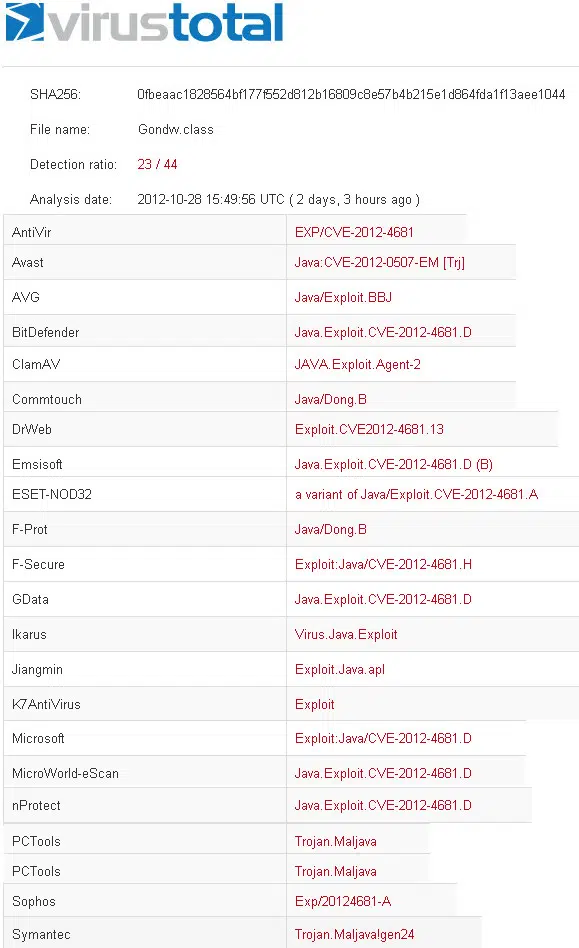 virustotal
SHA256: 0fbeaac1828564bf177f552d812b16809c8e57b4b215e1d864fda1f13aee1044
File name: Gondw.class
Detection ratio: 23 / 44
Analysis date: 2012-10-28 15:49:56 UTC ( 2 days, 3 hours ago )
AntiVir EXP/CVE-2012-4681
Avast Java:CVE-2012-0507-EM [Trj]
AVG Java/Exploit.BBJ
BitDefender Java.Exploit.CVE-2012-4681.D
ClamAV JAVA.Exploit.Agent-2
Commtouch Java/Dong.B
DrWeb Exploit.CVE2012-4681.13
Emsisoft Java.Exploit.CVE-2012-4681.D (B)
ESET-NOD32 a variant of Java/Exploit.CVE-2012-4681.A
F-Prot Java/Dong.B
F-Secure Exploit:Java/CVE-2012-4681.H
GData Java.Exploit.CVE-2012-4681.D
Ikarus Virus.Java.Exploit
Jiangmin Exploit.Java.apl
K7AntiVirus Exploit
Microsoft Exploit:Java/CVE-2012-4681.D
MicroWorld-eScan Java.Exploit.CVE-2012-4681.D
nProtect Java.Exploit.CVE-2012-4681.D
PCTools Trojan.Maljava
PCTools Trojan.Maljava
Sophos Exp/20124681-A
Symantec Trojan.Maljava!gen24